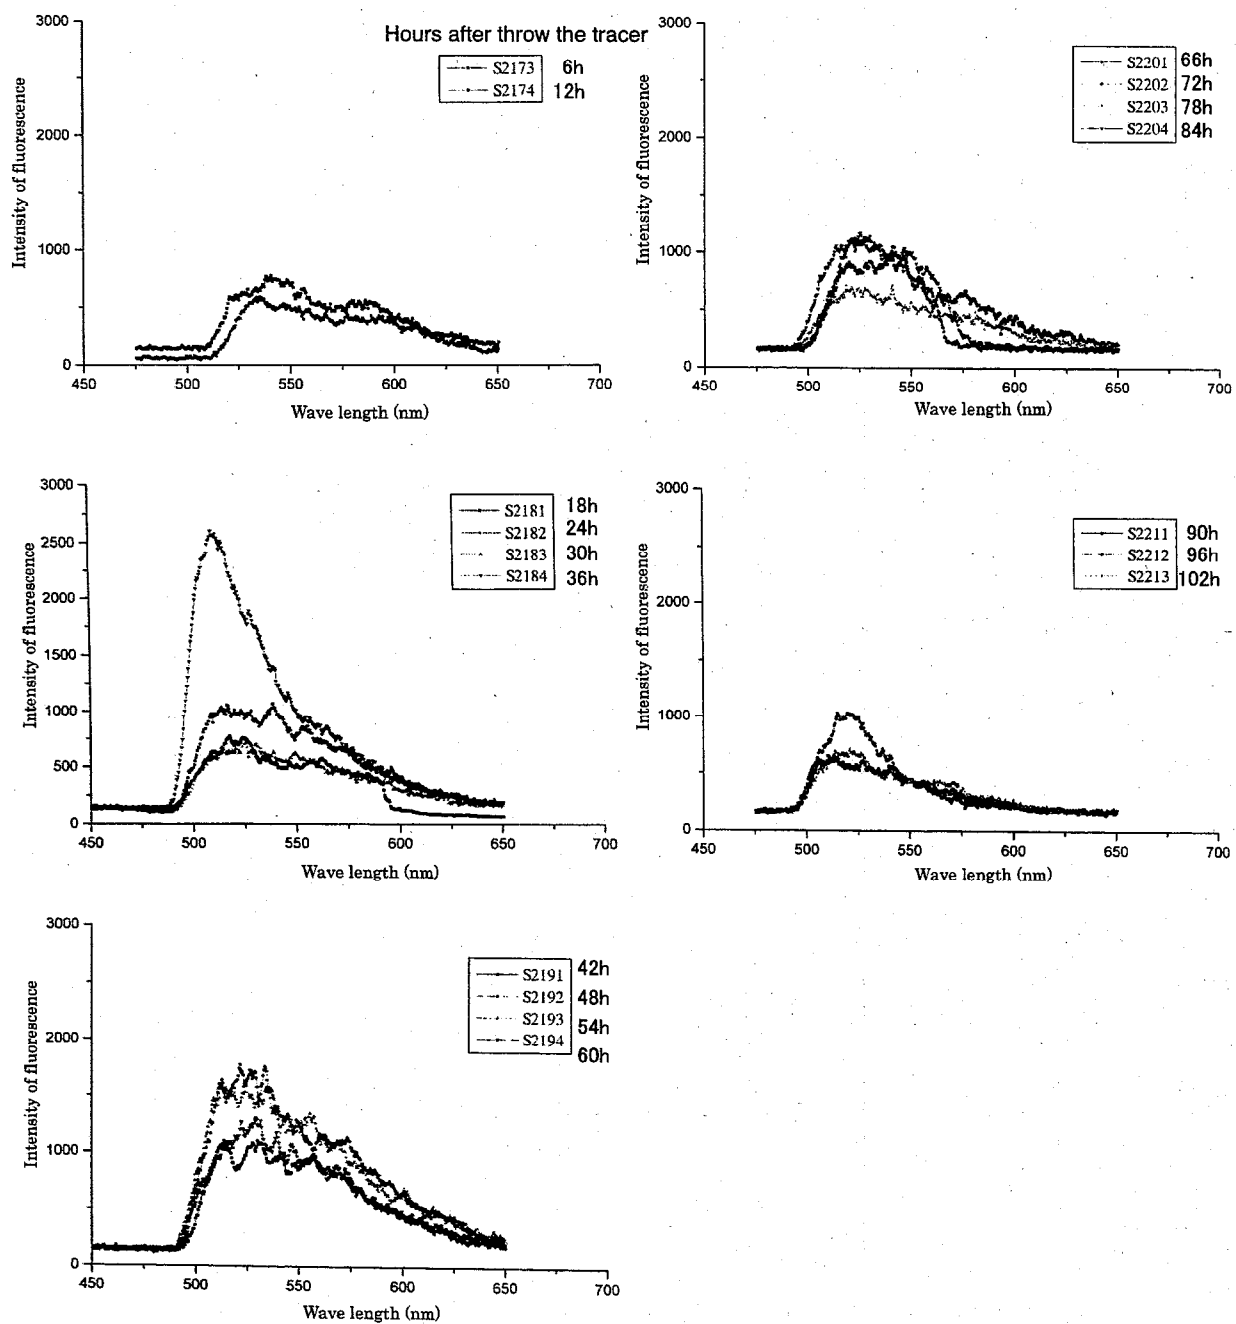 Hours after throw the tracer
3000
2000
1000
0
450
500
550
600
650
700
Intensity of fluorescence
Wave length (nm)
S2173 6h
S2174 12h
3000
2000
1000
0
450
500
550
600
650
700
Intensity of fluorescence
Wave length (nm)
S2201 66h
S2202 72h
S2203 78h
S2204 84h
3000
2500
2000
1500
1000
500
0
450
500
550
600
650
700
Intensity of fluorescence
Wave length (nm)
S2181 18h
S2182 24h
S2183 30h
S2184 36h
3000
2000
1000
0
450
500
550
600
650
700
Intensity of fluorescence
Wave length (nm)
S2211 90h
S2212 96h
S2213 102h
3000
2000
1000
0
450
500
550
600
650
700
Intensity of fluorescence
Wave length (nm)
S2191 42h
S2192 48h
S2193 54h
S2194 60h